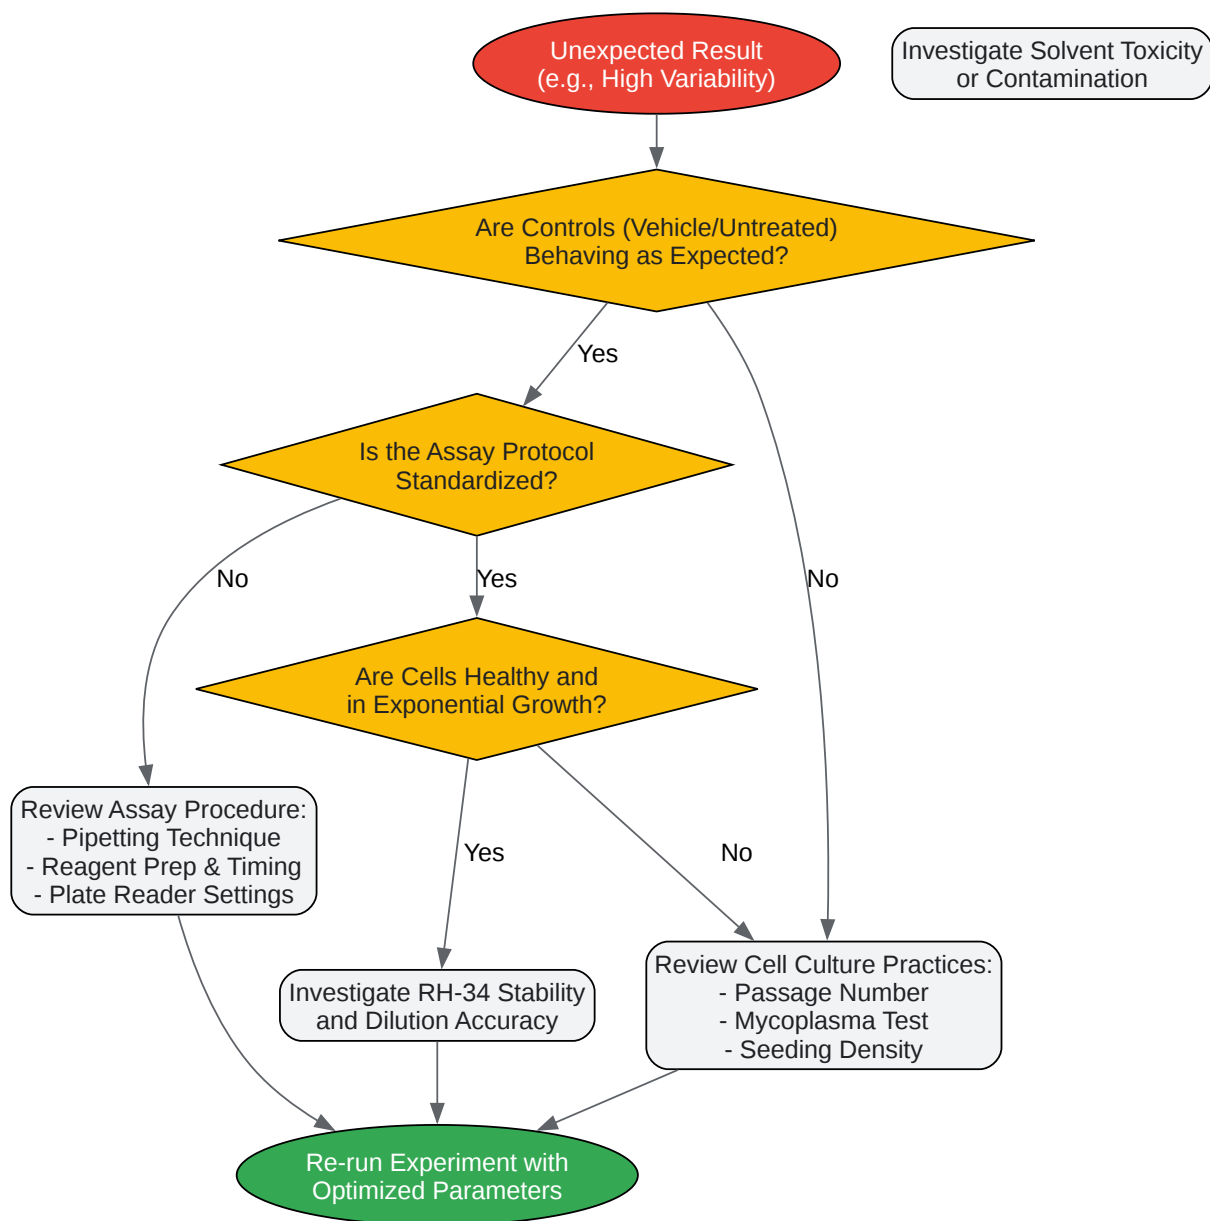 Unexpected Result
(e.g., High Variability)
Investigate Solvent Toxicity
or Contamination
Are Controls (Vehicle/Untreated)
Behaving as Expected?
Yes
No
Is the Assay Protocol
Standardized?
No
Yes
Are Cells Healthy and
in Exponential Growth?
Yes
No
Review Assay Procedure:
- Pipetting Technique
- Reagent Prep & Timing
- Plate Reader Settings
Investigate RH-34 Stability
and Dilution Accuracy
Review Cell Culture Practices:
- Passage Number
- Mycoplasma Test
- Seeding Density
Re-run Experiment with
Optimized Parameters